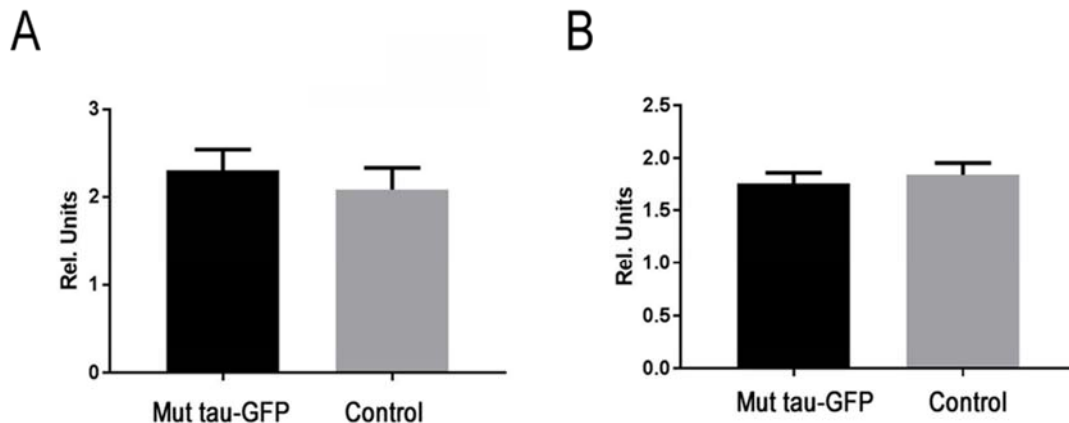 A
3
2
1
0
Rel. Units
Mut tau-GFP Control
B
2.5
2.0
1.5
1.0
0.5
0.0
Rel. Units
Mut tau-GFP Control